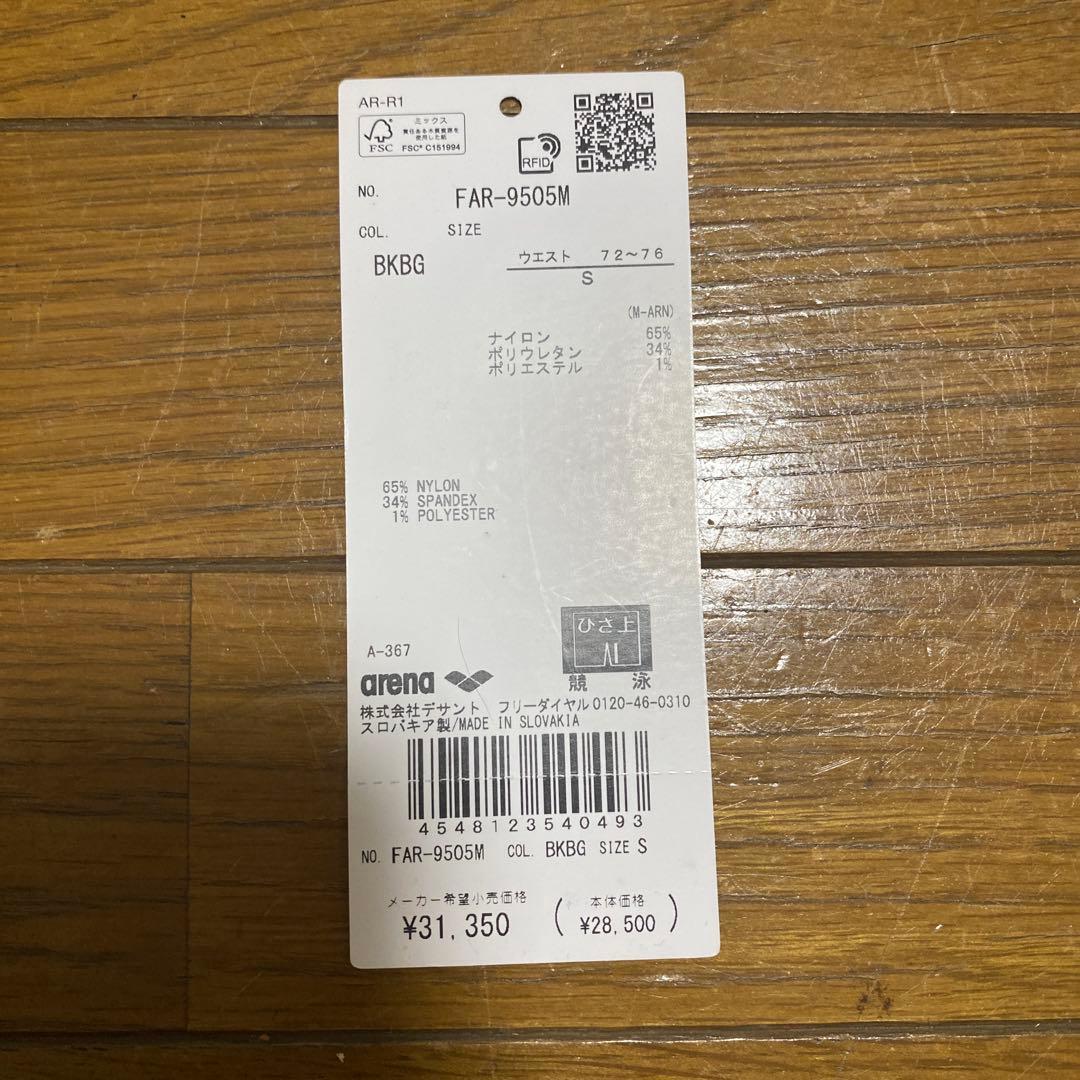 AR-R1
ミックス
責任ある木質資源を
使用した紙
FSC
FSC® C151994
RFID
NO. FAR-9505M
COL. SIZE
BKBG ウエスト 72～76
S
(M-ARN)
ナイロン 65%
ポリウレタン 34%
ポリエステル 1%
65% NYLON
34% SPANDEX
1% POLYESTER
ひざ上
A-367
arena 競泳
株式会社デサント フリーダイヤル0120-46-0310
スロバキア製/MADE IN SLOVAKIA
4548123540493
NO. FAR-9505M COL. BKBG SIZE S
メーカー希望小売価格 本体価格
¥31,350 (¥28,500)